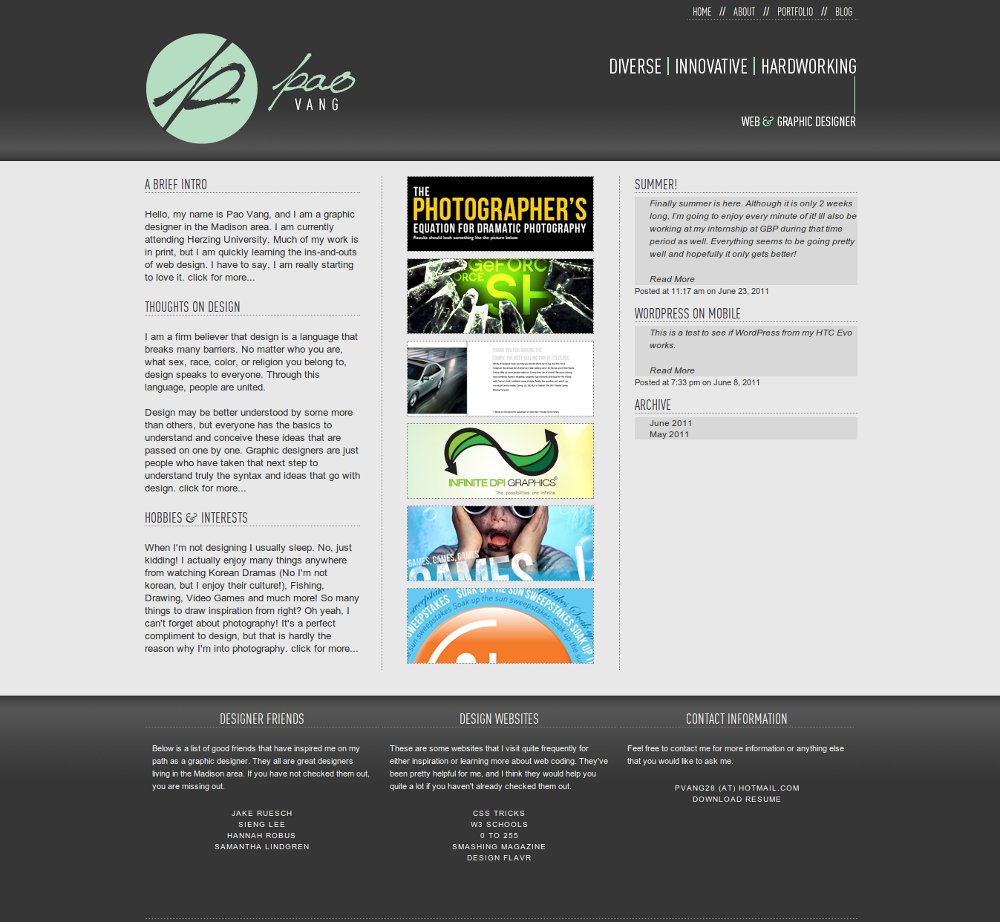 HOME // ABOUT // PORTFOLIO // BLOG
pao
VANG
DIVERSE | INNOVATIVE | HARDWORKING
WEB & GRAPHIC DESIGNER
A BRIEF INTRO
Hello, my name is Pao Vang, and I am a graphic
designer in the Madison area. I am currently
attending Herzing University. Much of my work is
in print, but I am quickly learning the ins-and-outs
of web design. I have to say, I am really starting
to love it. click for more...
THOUGHTS ON DESIGN
I am a firm believer that design is a language that
breaks many barriers. No matter who you are,
what sex, race, color, or religion you belong to,
design speaks to everyone. Through this
language, people are united.
Design may be better understood by some more
than others, but everyone has the basics to
understand and conceive these ideas that are
passed on one by one. Graphic designers are just
people who have taken that next step to
understand truly the syntax and ideas that go with
design. click for more...
HOBBIES & INTERESTS
When I'm not designing I usually sleep. No, just
kidding! I actually enjoy many things anywhere
from watching Korean Dramas (No I'm not
korean, but I enjoy their culture!), Fishing,
Drawing, Video Games and much more! So many
things to draw inspiration from right? Oh yeah, I
can't forget about photography! It's a perfect
compliment to design, but that is hardly the
reason why I'm into photography. click for more...
THE
PHOTOGRAPHER'S
EQUATION FOR DRAMATIC PHOTOGRAPHY
Results should look something like the picture below.
GEFORC
FORCE
SH
INFINITE DPI GRAPHICS
The possibilities are infinite.
GAMES, GAMES, GAMES
GAMES !
SOAK UP THE SUN SWEEPSTAKES
Soak up the sun sweepstakes
SUMMER!
Finally summer is here. Although it is only 2 weeks
long, I'm going to enjoy every minute of it! Ill also be
working at my internship at GBP during that time
period as well. Everything seems to be going pretty
well and hopefully it only gets better!
Read More
Posted at 11:17 am on June 23, 2011
WORDPRESS ON MOBILE
This is a test to see if WordPress from my HTC Evo
works.
Read More
Posted at 7:33 pm on June 8, 2011
ARCHIVE
June 2011
May 2011
DESIGNER FRIENDS
Below is a list of good friends that have inspired me on my
path as a graphic designer. They all are great designers
living in the Madison area. If you have not checked them out,
you are missing out.
JAKE RUESCH
SIENG LEE
HANNAH ROBUS
SAMANTHA LINDGREN
DESIGN WEBSITES
These are some websites that I visit quite frequently for
either inspiration or learning more about web coding. They've
been pretty helpful for me, and I think they would help you
quite a lot if you haven't already checked them out.
CSS TRICKS
W3 SCHOOLS
0 TO 255
SMASHING MAGAZINE
DESIGN FLAVR
CONTACT INFORMATION
Feel free to contact me for more information or anything else
that you would like to ask me.
PVANG28 (AT) HOTMAIL.COM
DOWNLOAD RESUME